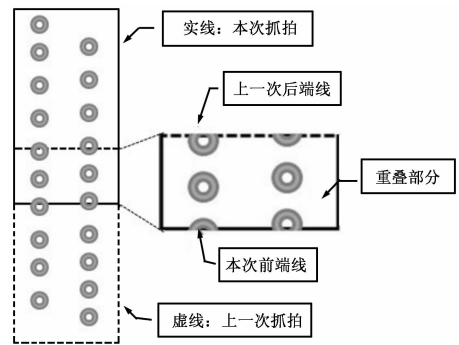 实线：本次抓拍
上一次后端线
重叠部分
本次前端线
虚线：上一次抓拍